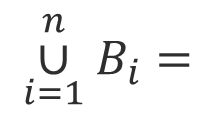 n
∪ B_i =
i=1